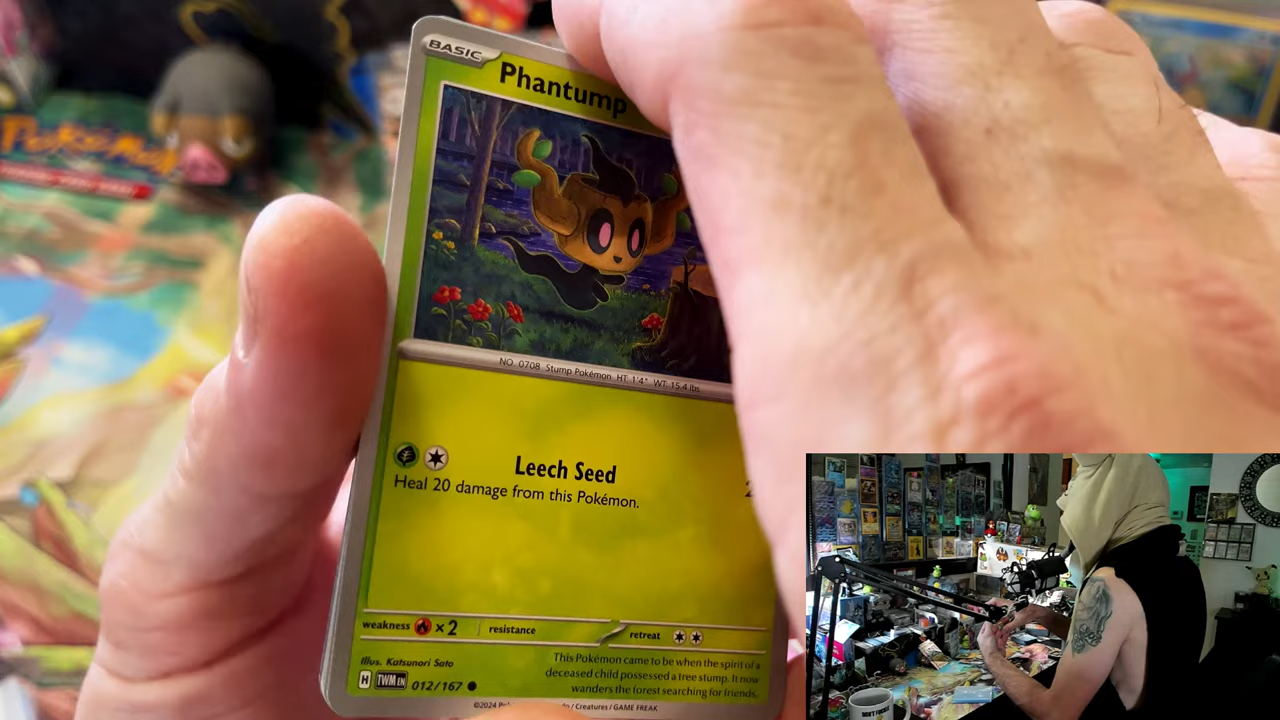 BASIC
Phantump
POKÉMON
NO. 0708 Stump Pokémon HT: 1'4" WT: 15.4 lbs
Leech Seed
Heal 20 damage from this Pokémon.
weakness ×2 resistance retreat
Illus. Katsunori Sato
H TWM EN 012/167
This Pokémon came to be when the spirit of a
deceased child possessed a tree stump. It now
wanders the forest searching for friends.
©2024 / Creatures / GAME FREAK